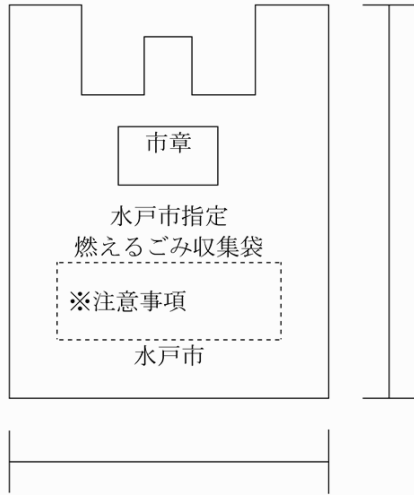 市章
水戸市指定
燃えるごみ収集袋
※注意事項
水戸市